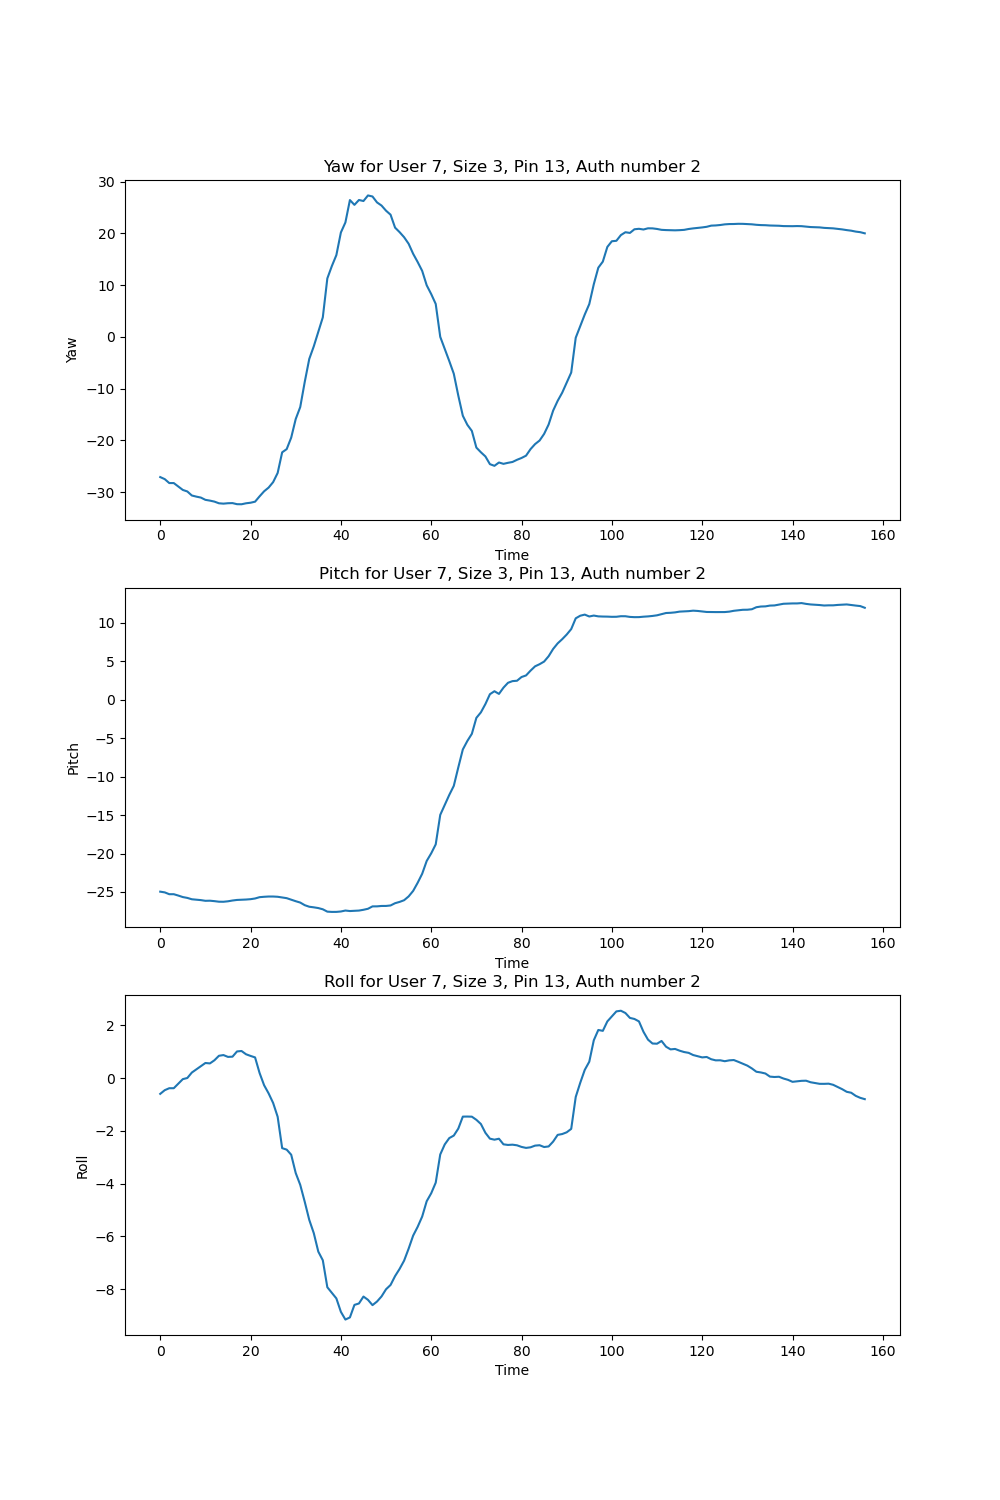 Yaw for User 7, Size 3, Pin 13, Auth number 2
30
20
10
0
−10
−20
−30
Yaw
0 20 40 60 80 100 120 140 160
Time
Pitch for User 7, Size 3, Pin 13, Auth number 2
10
5
0
−5
−10
−15
−20
−25
Pitch
0 20 40 60 80 100 120 140 160
Time
Roll for User 7, Size 3, Pin 13, Auth number 2
2
0
−2
−4
−6
−8
Roll
0 20 40 60 80 100 120 140 160
Time